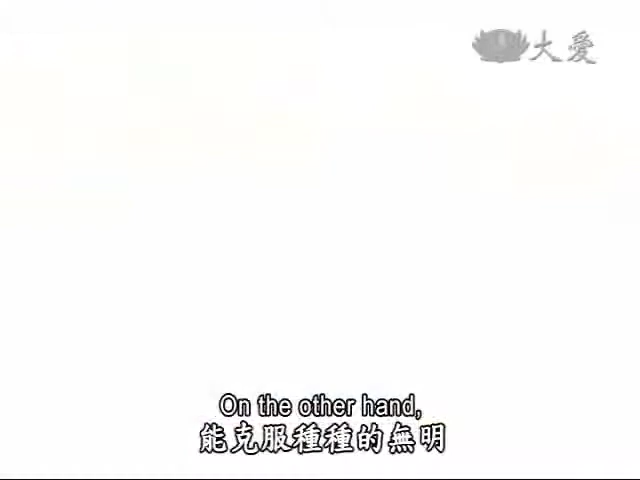 大愛
On the other hand,
能克服種種的無明